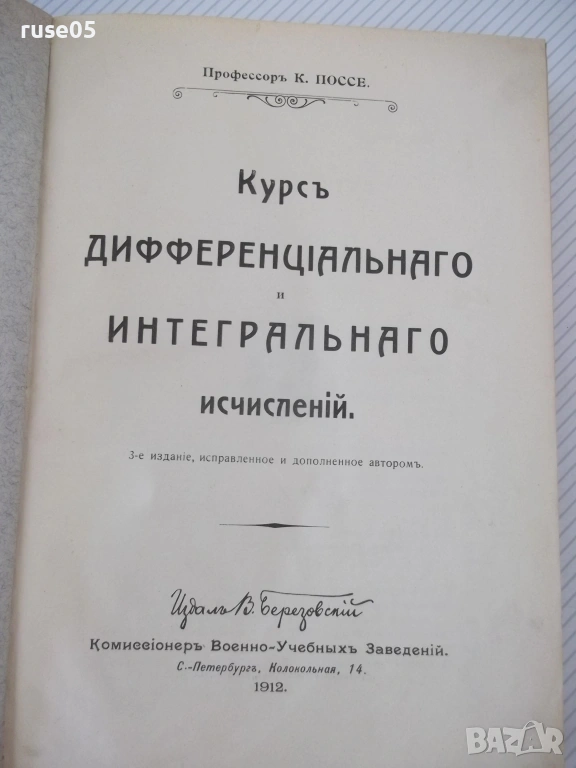 ruse05
Профессоръ К. ПОССЕ.
Курсъ
ДИФФЕРЕНЦІАЛЬНАГО
и
ИНТЕГРАЛЬНАГО
исчисленій.
3-е изданіе, исправленное и дополненное авторомъ.
Издалъ В. Березовскій
Комиссіонеръ Военно-Учебныхъ Заведеній.
С.-Петербургъ, Колокольная, 14.
1912.
BAZAR